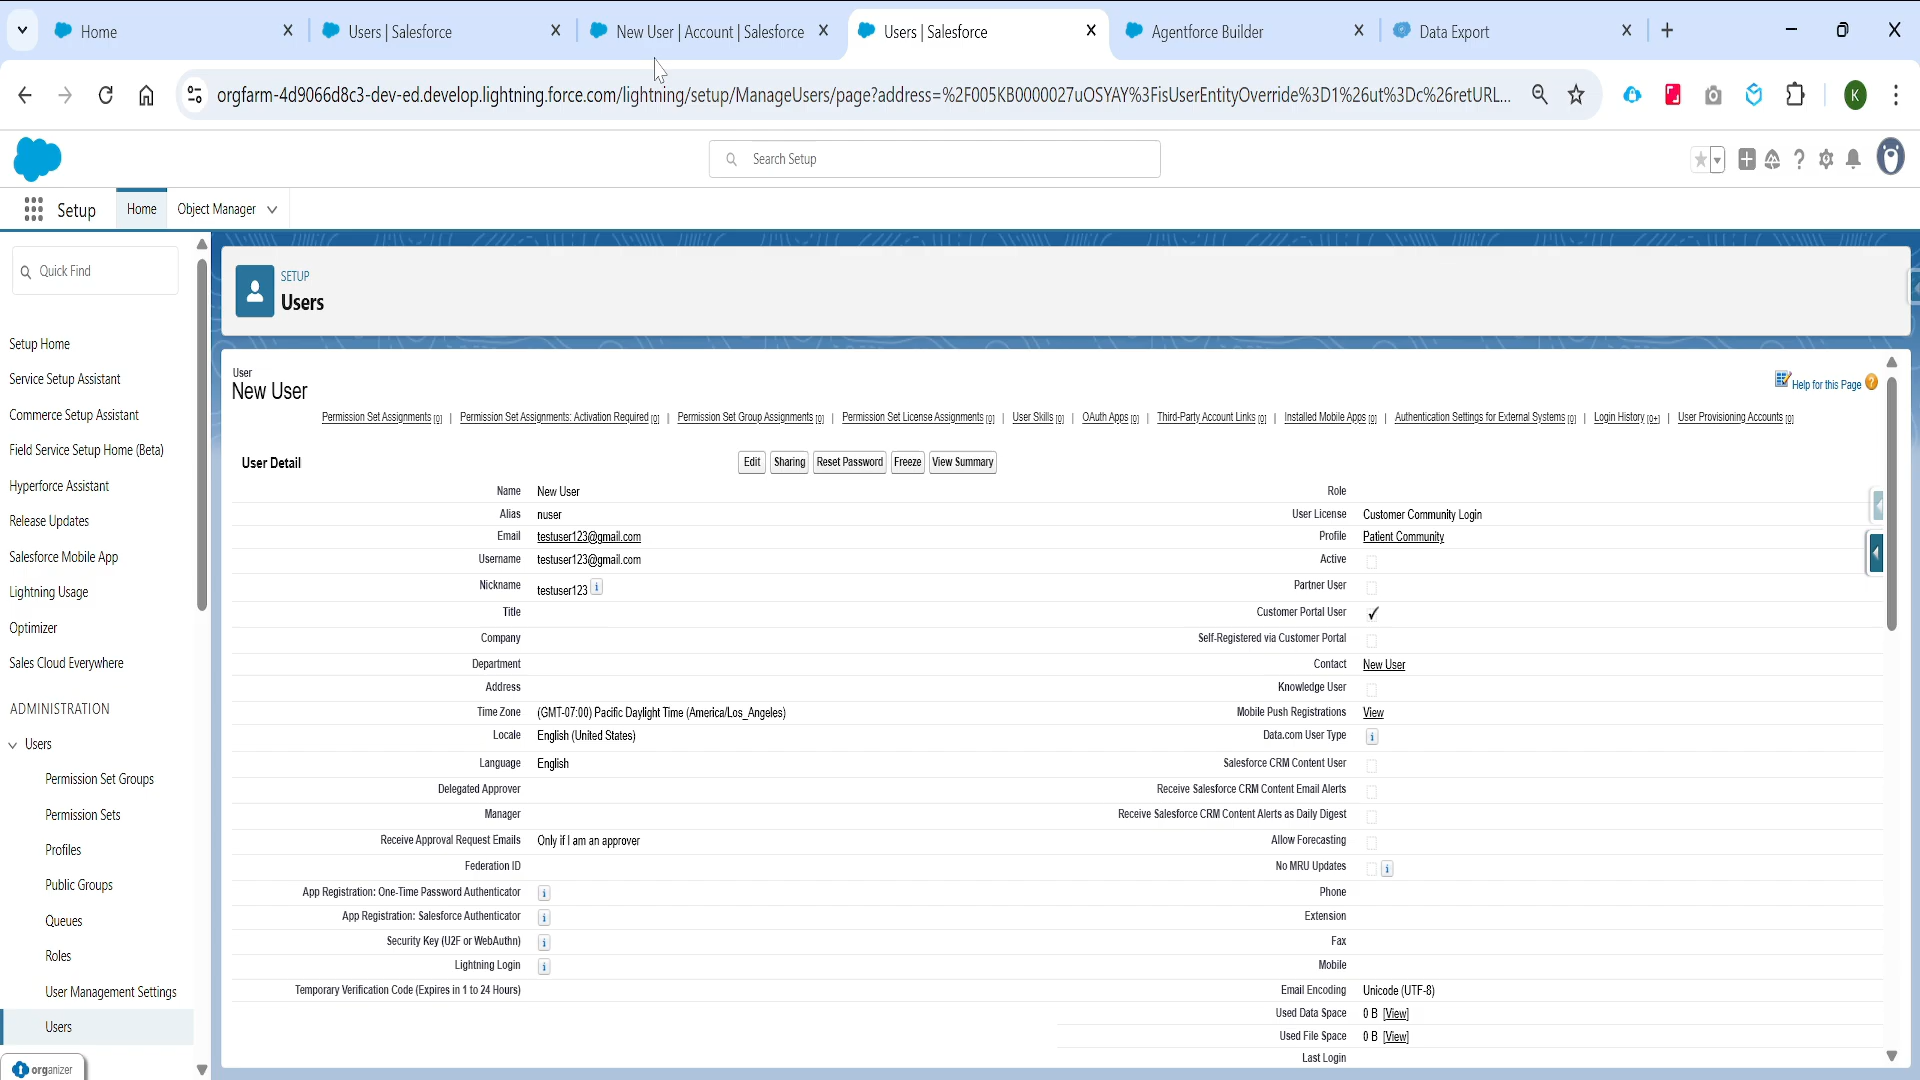 Home
Users | Salesforce
New User | Account | Salesforce
Users | Salesforce
Agentforce Builder
Data Export
orgfarm-4d9066d8c3-dev-ed.develop.lightning.force.com/lightning/setup/ManageUsers/page?address=%2F005KB0000027uOSYAY%3FisUserEntityOverride%3D1%26ut%3Dc%26retURL...
K
Search Setup
Setup
Home
Object Manager
Quick Find
Setup Home
Service Setup Assistant
Commerce Setup Assistant
Field Service Setup Home (Beta)
Hyperforce Assistant
Release Updates
Salesforce Mobile App
Lightning Usage
Optimizer
Sales Cloud Everywhere
ADMINISTRATION
Users
Permission Set Groups
Permission Sets
Profiles
Public Groups
Queues
Roles
User Management Settings
Users
organizer
SETUP
Users
User
New User
Help for this Page
Permission Set Assignments [0] | Permission Set Assignments: Activation Required [0] | Permission Set Group Assignments [0] | Permission Set License Assignments [0] | User Skills [0] | OAuth Apps [0] | Third-Party Account Links [0] | Installed Mobile Apps [0] | Authentication Settings for External Systems [0] | Login History [0+] | User Provisioning Accounts [0]
User Detail
Edit Sharing Reset Password Freeze View Summary
Name New User Role
Alias nuser User License Customer Community Login
Email testuser123@gmail.com Profile Patient Community
Username testuser123@gmail.com Active
Nickname testuser123 i Partner User
Title Customer Portal User ✓
Company Self-Registered via Customer Portal
Department Contact New User
Address Knowledge User
Time Zone (GMT-07:00) Pacific Daylight Time (America/Los_Angeles) Mobile Push Registrations View
Locale English (United States) Data.com User Type i
Language English Salesforce CRM Content User
Delegated Approver Receive Salesforce CRM Content Email Alerts
Manager Receive Salesforce CRM Content Alerts as Daily Digest
Receive Approval Request Emails Only if I am an approver Allow Forecasting
Federation ID No MRU Updates i
App Registration: One-Time Password Authenticator i Phone
App Registration: Salesforce Authenticator i Extension
Security Key (U2F or WebAuthn) i Fax
Lightning Login i Mobile
Temporary Verification Code (Expires in 1 to 24 Hours) Email Encoding Unicode (UTF-8)
Used Data Space 0 B [View]
Used File Space 0 B [View]
Last Login